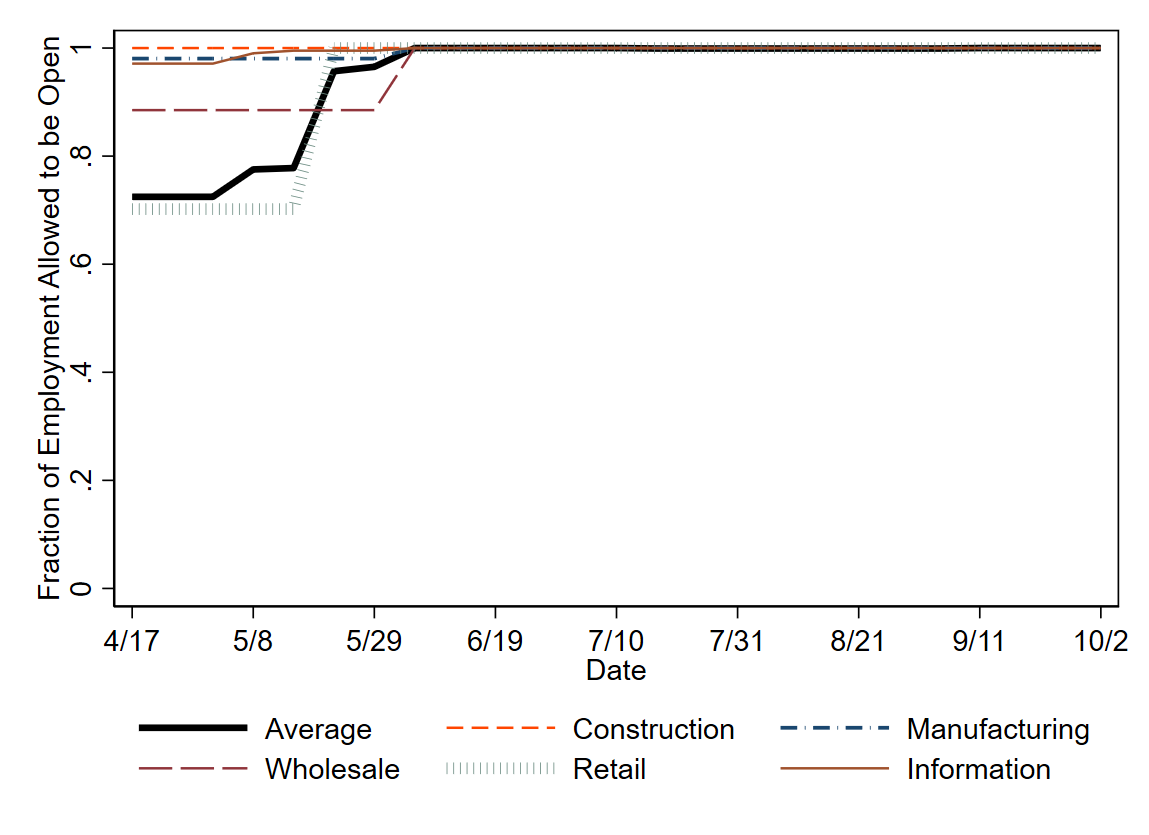 Fraction of Employment Allowed to be Open
1
.8
.6
.4
.2
0
4/17 5/8 5/29 6/19 7/10 7/31 8/21 9/11 10/2
Date
Average Construction Manufacturing
Wholesale Retail Information